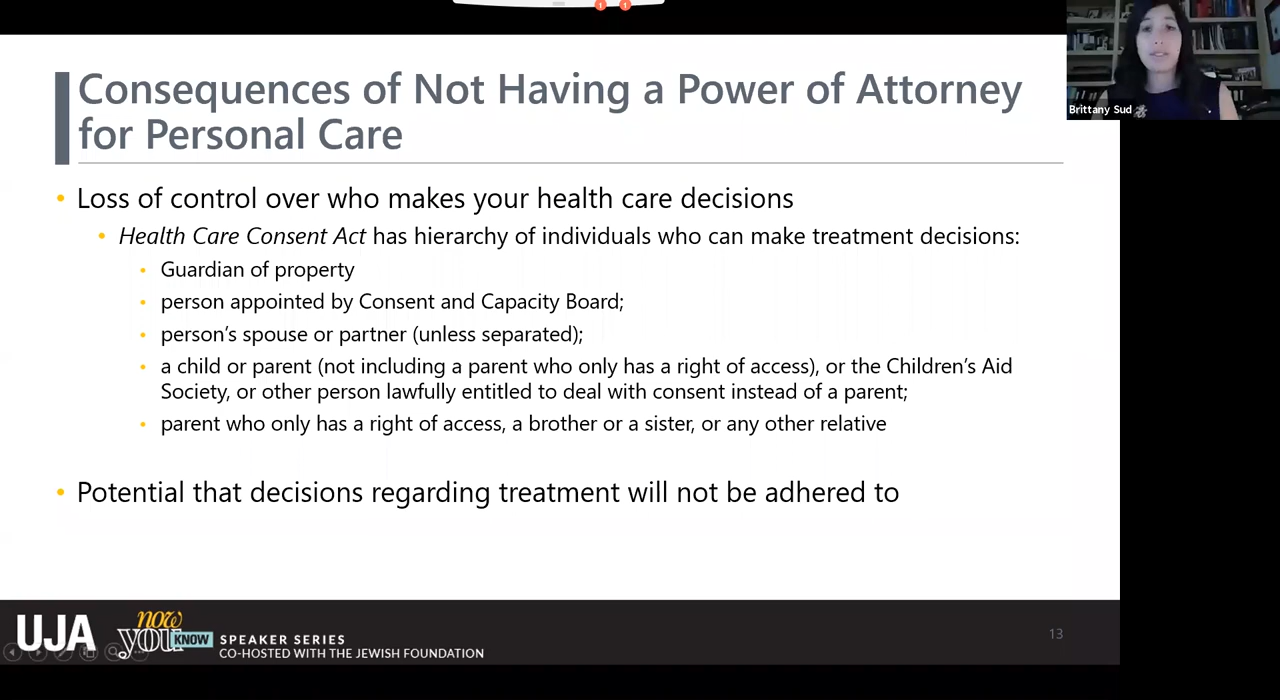 Consequences of Not Having a Power of Attorney
for Personal Care
• Loss of control over who makes your health care decisions
• Health Care Consent Act has hierarchy of individuals who can make treatment decisions:
• Guardian of property
• person appointed by Consent and Capacity Board;
• person’s spouse or partner (unless separated);
• a child or parent (not including a parent who only has a right of access), or the Children’s Aid
Society, or other person lawfully entitled to deal with consent instead of a parent;
• parent who only has a right of access, a brother or a sister, or any other relative
• Potential that decisions regarding treatment will not be adhered to
Brittany Sud
UJA
now
you KNOW
SPEAKER SERIES
CO-HOSTED WITH THE JEWISH FOUNDATION
13